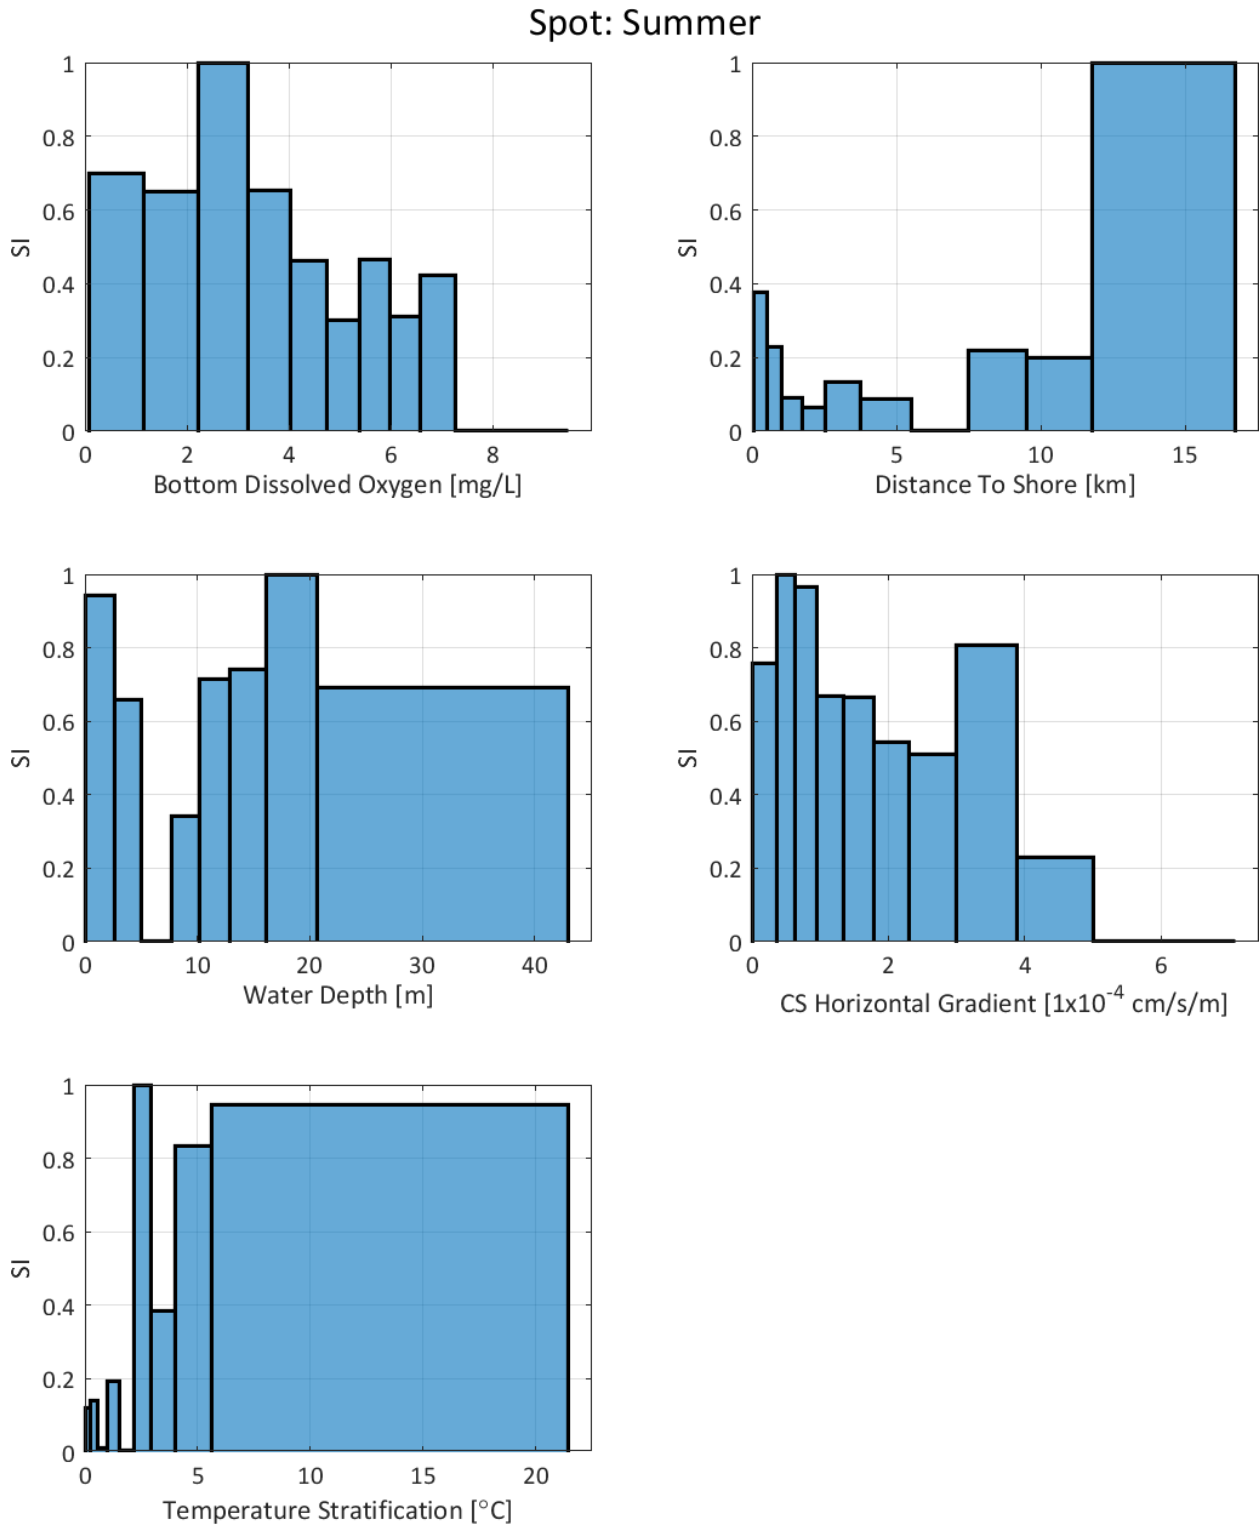 Spot: Summer
1
0.8
0.6
0.4
0.2
0
SI
0 2 4 6 8
Bottom Dissolved Oxygen [mg/L]
1
0.8
0.6
0.4
0.2
0
SI
0 5 10 15
Distance To Shore [km]
1
0.8
0.6
0.4
0.2
0
SI
0 10 20 30 40
Water Depth [m]
1
0.8
0.6
0.4
0.2
0
SI
0 2 4 6
CS Horizontal Gradient [1x10⁻⁴ cm/s/m]
1
0.8
0.6
0.4
0.2
0
SI
0 5 10 15 20
Temperature Stratification [°C]